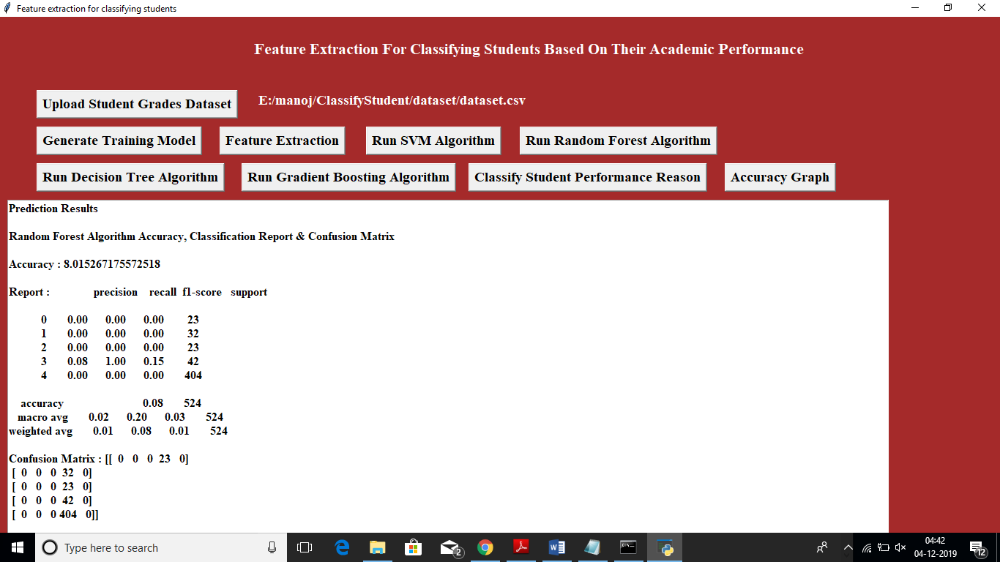 Feature extraction for classifying students
Feature Extraction For Classifying Students Based On Their Academic Performance
Upload Student Grades Dataset E:/manoj/ClassifyStudent/dataset/dataset.csv
Generate Training Model Feature Extraction Run SVM Algorithm Run Random Forest Algorithm
Run Decision Tree Algorithm Run Gradient Boosting Algorithm Classify Student Performance Reason Accuracy Graph
Prediction Results
Random Forest Algorithm Accuracy, Classification Report & Confusion Matrix
Accuracy : 8.015267175572518
Report : precision recall f1-score support
0 0.00 0.00 0.00 23
1 0.00 0.00 0.00 32
2 0.00 0.00 0.00 23
3 0.08 1.00 0.15 42
4 0.00 0.00 0.00 404
accuracy 0.08 524
macro avg 0.02 0.20 0.03 524
weighted avg 0.01 0.08 0.01 524
Confusion Matrix : [[ 0 0 0 23 0]
[ 0 0 0 32 0]
[ 0 0 0 23 0]
[ 0 0 0 42 0]
[ 0 0 0 404 0]]
Type here to search 2 04:42
04-12-2019 12